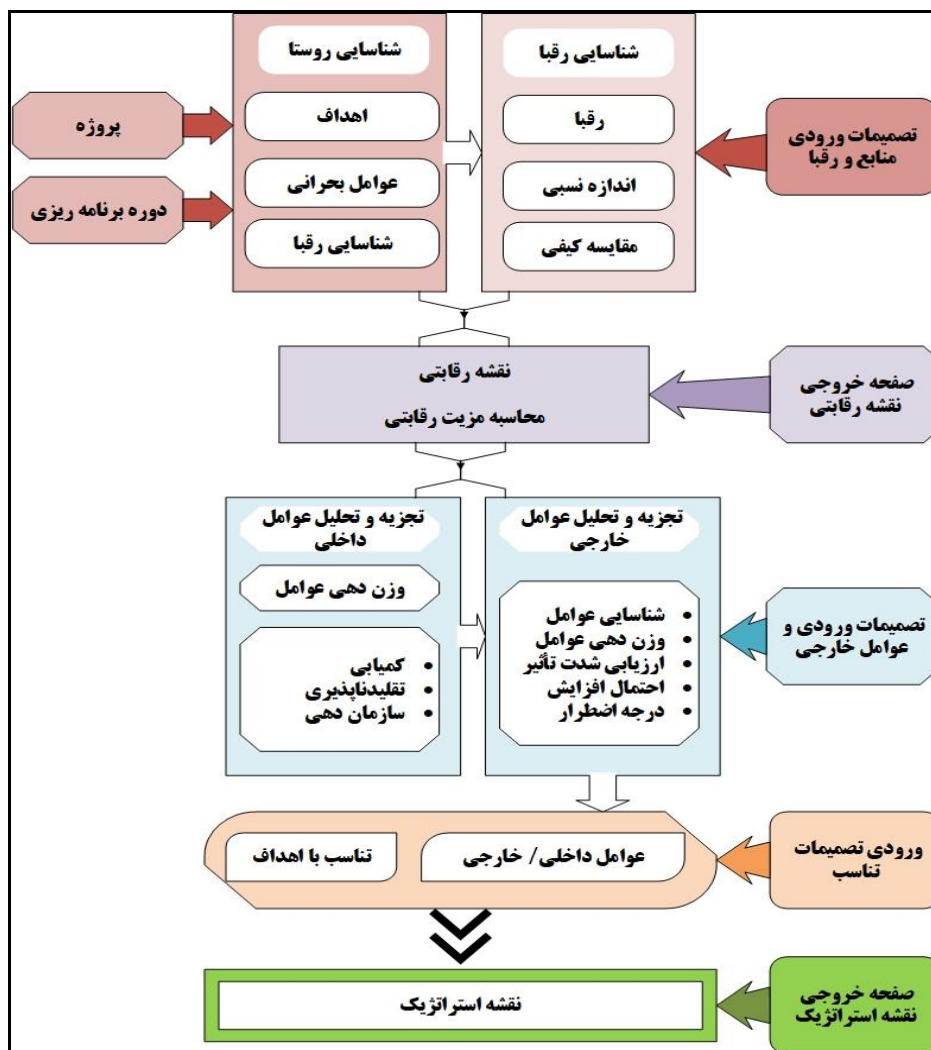 شناسایی روستا
اهداف
عوامل بحرانی
شناسایی رقبا
شناسایی رقبا
رقبا
اندازه نسبی
مقایسه کیفی
پروژه
دوره برنامه ریزی
تصمیمات ورودی
منابع و رقبا
نقشه رقابتی
محاسبه مزیت رقابتی
صفحه خروجی
نقشه رقابتی
تجزیه و تحلیل عوامل
داخلی
وزن دهی عوامل
• کمیابی
• تقلیدناپذیری
• سازمان دهی
تجزیه و تحلیل عوامل
خارجی
• شناسایی عوامل
• وزن دهی عوامل
• ارزیابی شدت تأثیر
• احتمال افزایش
• درجه اضطرار
تصمیمات ورودی و
عوامل خارجی
عوامل داخلی/ خارجی
تناسب با اهداف
ورودی تصمیمات
تناسب
نقشه استراتژیک
صفحه خروجی
نقشه استراتژیک